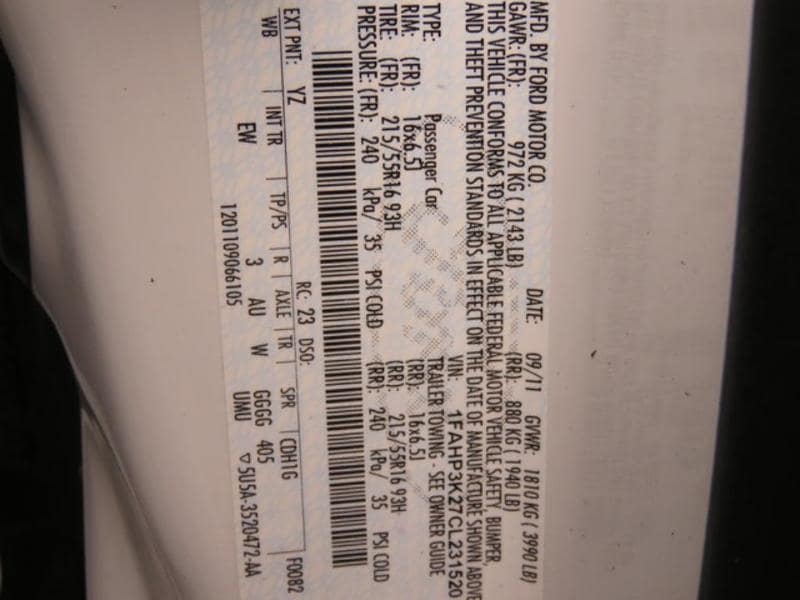 MFD. BY FORD MOTOR CO.
DATE: 09/11 GVWR: 1810 KG ( 3990 LB)
GAWR: (FR): 972 KG ( 2143 LB) (RR): 880 KG ( 1940 LB)
THIS VEHICLE CONFORMS TO ALL APPLICABLE FEDERAL MOTOR VEHICLE SAFETY, BUMPER,
AND THEFT PREVENTION STANDARDS IN EFFECT ON THE DATE OF MANUFACTURE SHOWN ABOVE
VIN: 1FAHP3K27CL231520
TYPE: Passenger Car TRAILER TOWING - SEE OWNER GUIDE
RIM: (FR): 16x6.5J (RR): 16x6.5J
TIRE: (FR): 215/55R16 93H (RR): 215/55R16 93H
PRESSURE: (FR): 240 kPa/ 35 PSI COLD (RR): 240 kPa/ 35 PSI COLD
RC: 23 DSO: F0082
EXT PNT: YZ
WB | INT TR | TP/PS | R | AXLE | TR | SPR | CDH1G
EW 3 AU W GGGG 405
1201109066105 UMU ▽5U5A-3520472-AA